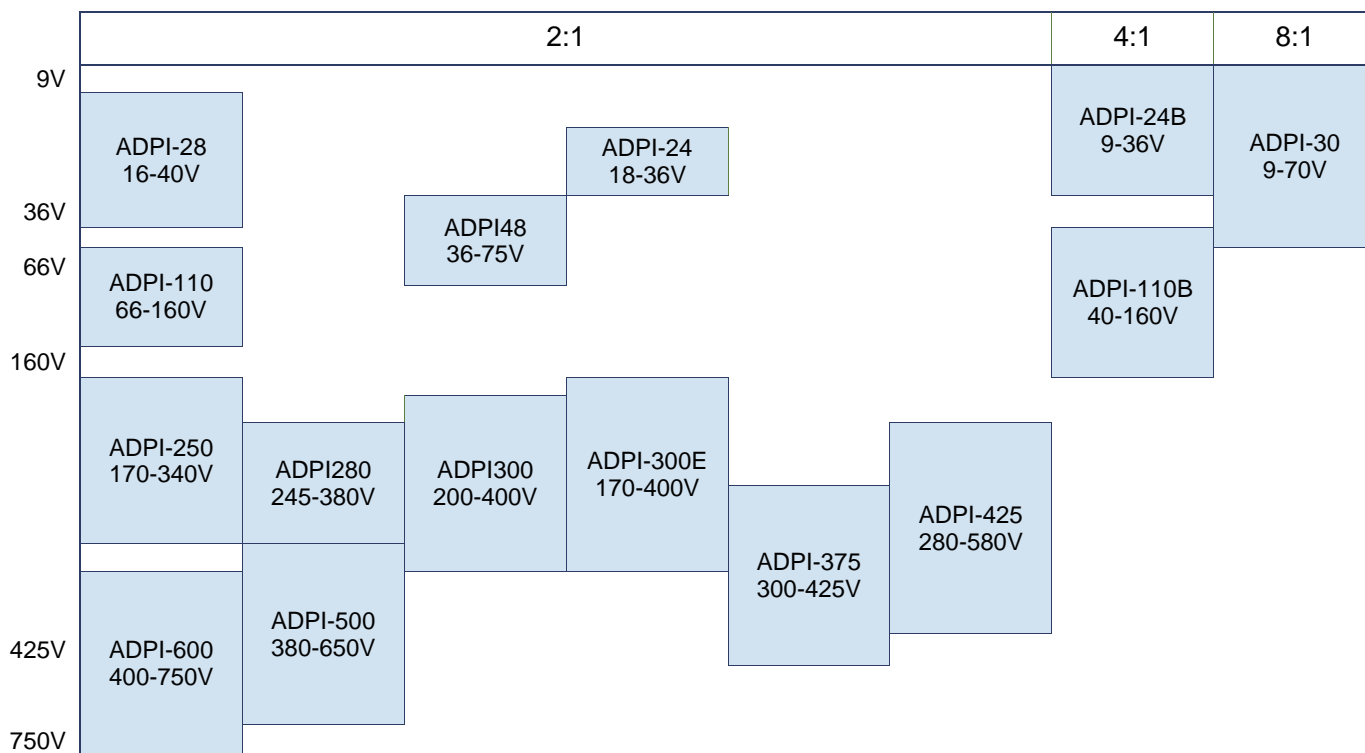 2:1
4:1
8:1
9V
36V
66V
160V
425V
750V
ADPI-28
16-40V
ADPI-110
66-160V
ADPI-250
170-340V
ADPI-600
400-750V
ADPI280
245-380V
ADPI-500
380-650V
ADPI48
36-75V
ADPI300
200-400V
ADPI-24
18-36V
ADPI-300E
170-400V
ADPI-375
300-425V
ADPI-425
280-580V
ADPI-24B
9-36V
ADPI-110B
40-160V
ADPI-30
9-70V